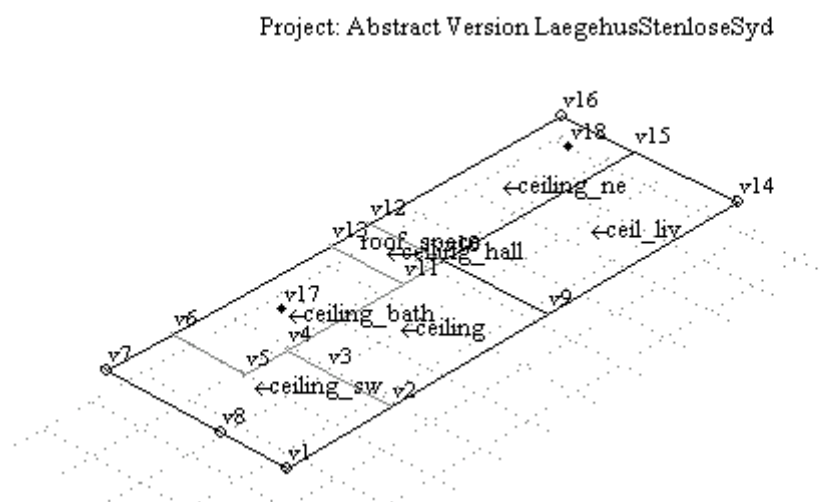 Project: Abstract Version LaegehusStenloseSyd
v16
v18
v15
←ceiling_ne
v14
v12
←ceil_liv
v13
roof_space
←ceiling_hall
v11
v17
←ceiling_bath
v9
v6
←ceiling
v4
v3
v7
v5
←ceiling_sw
v2
v8
v1